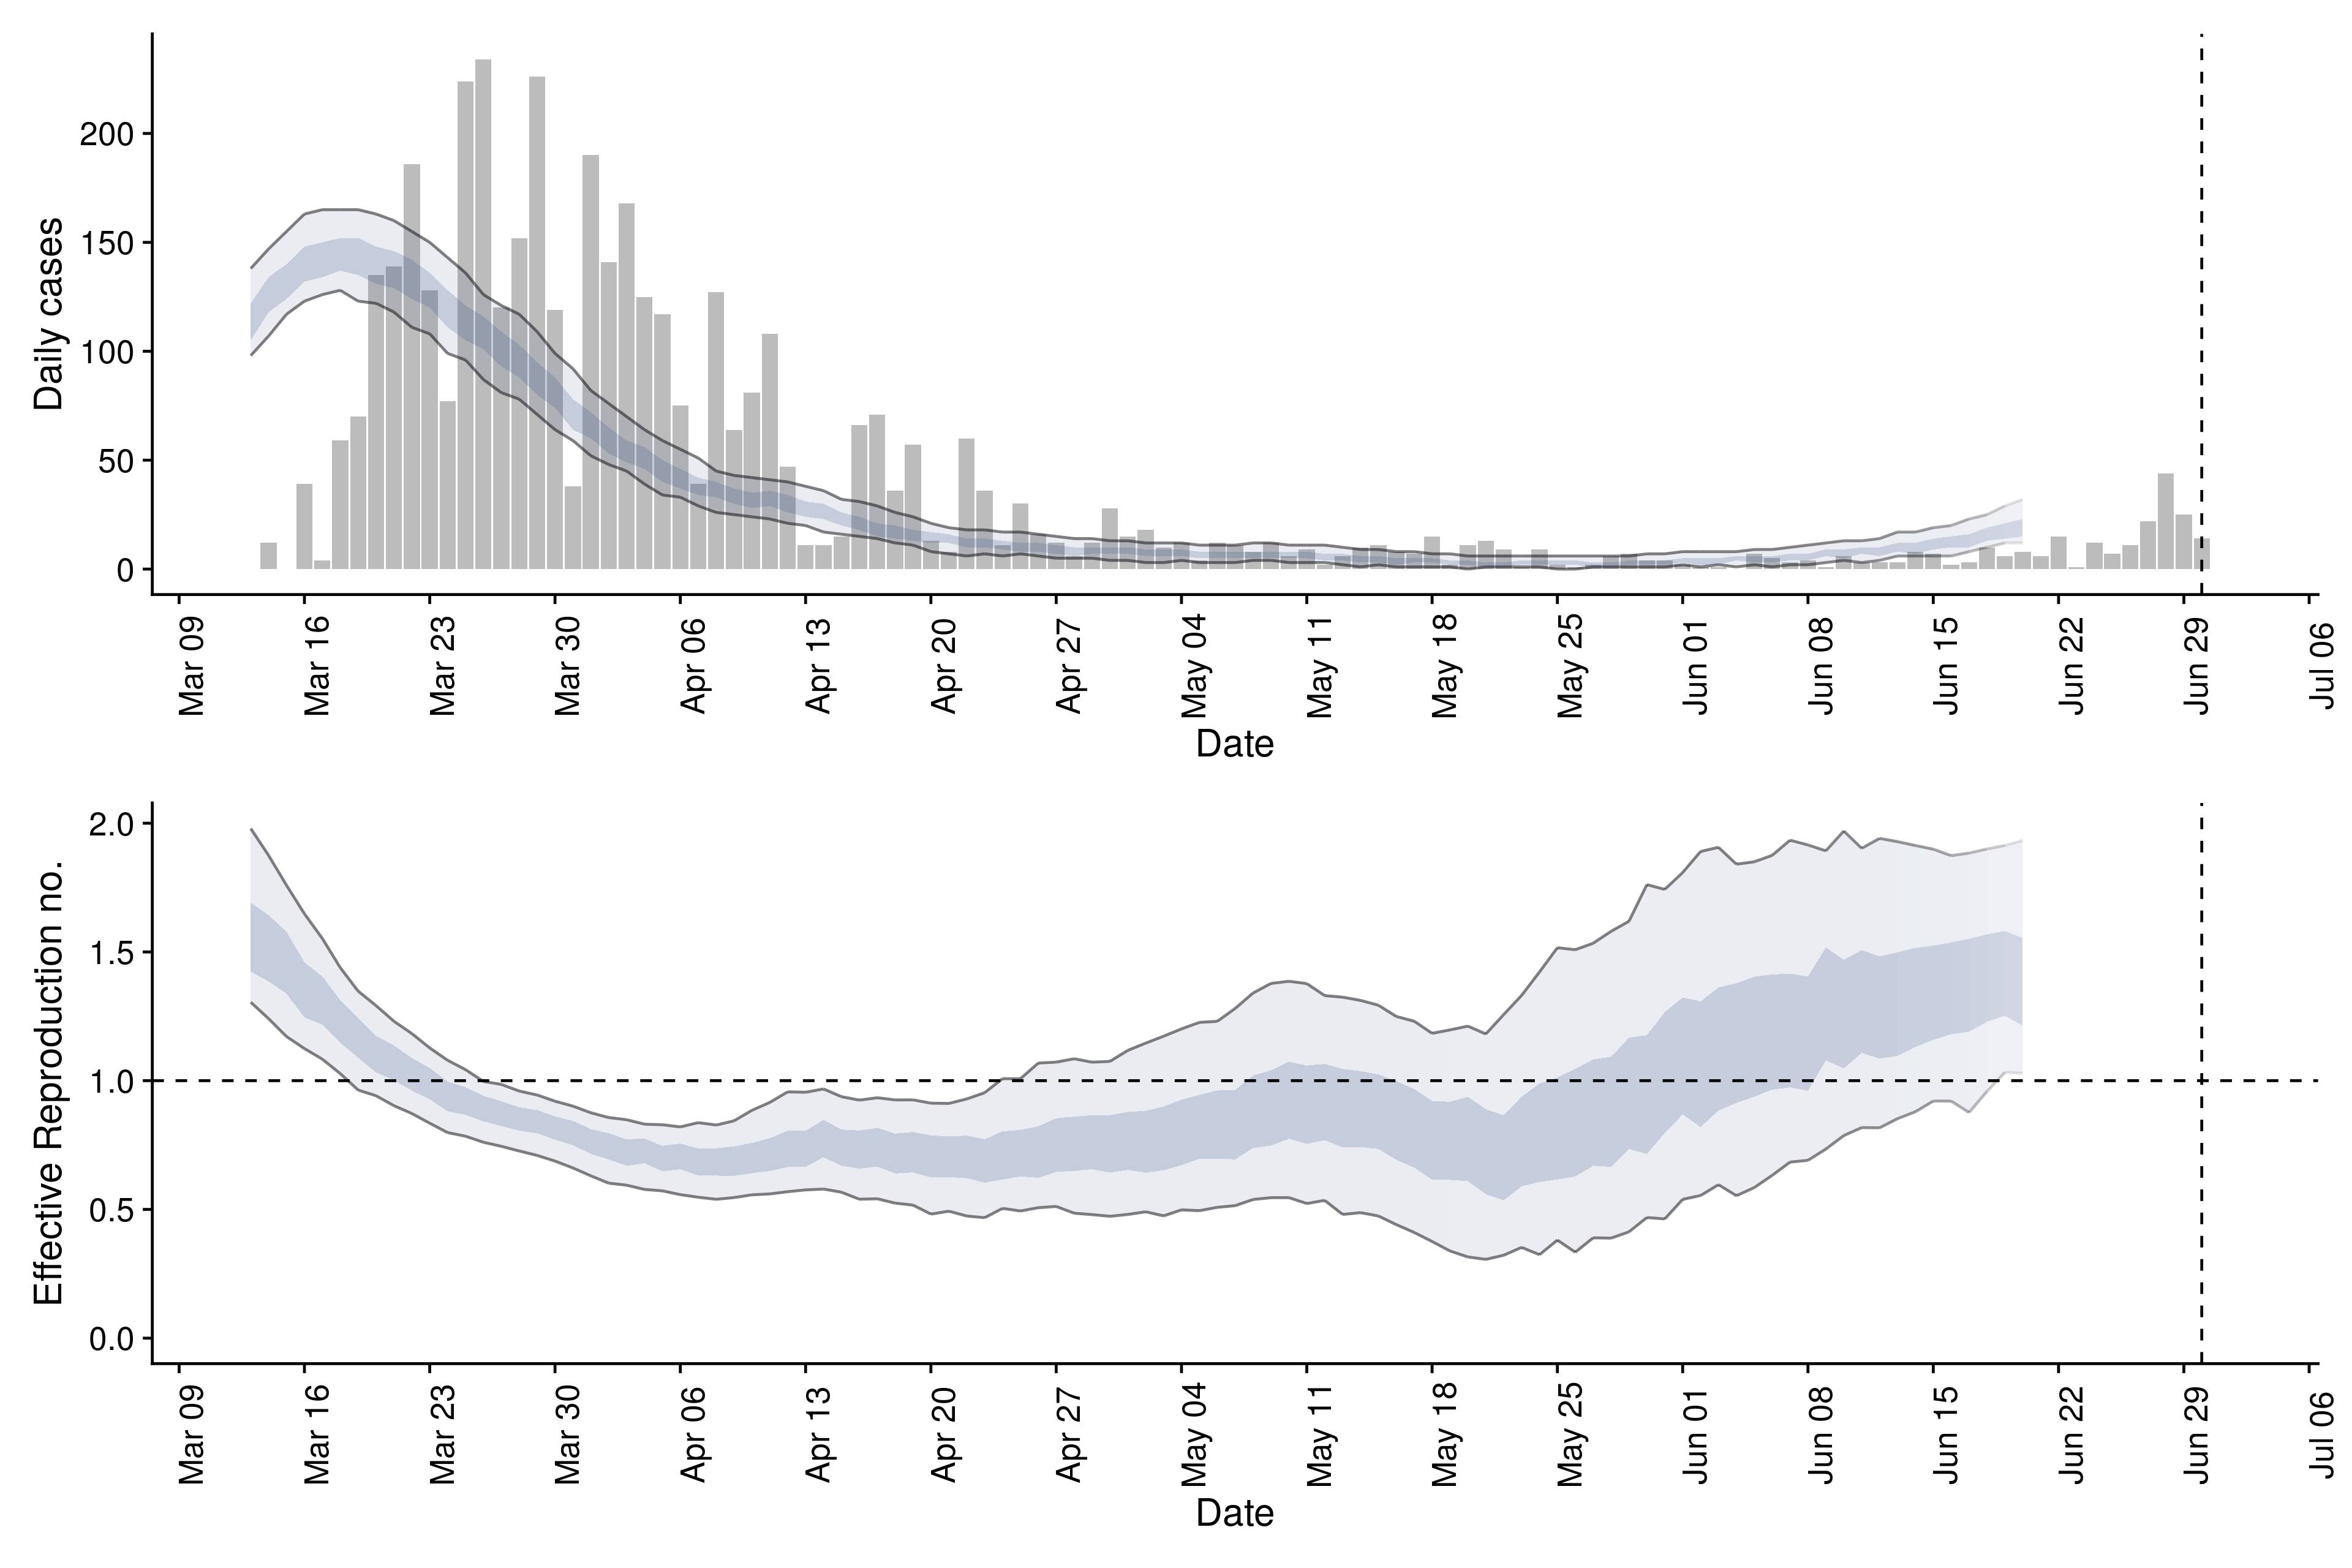 Daily cases
200
150
100
50
0
Mar 09
Mar 16
Mar 23
Mar 30
Apr 06
Apr 13
Apr 20
Apr 27
May 04
May 11
May 18
May 25
Jun 01
Jun 08
Jun 15
Jun 22
Jun 29
Jul 06
Date
Effective Reproduction no.
2.0
1.5
1.0
0.5
0.0
Mar 09
Mar 16
Mar 23
Mar 30
Apr 06
Apr 13
Apr 20
Apr 27
May 04
May 11
May 18
May 25
Jun 01
Jun 08
Jun 15
Jun 22
Jun 29
Jul 06
Date